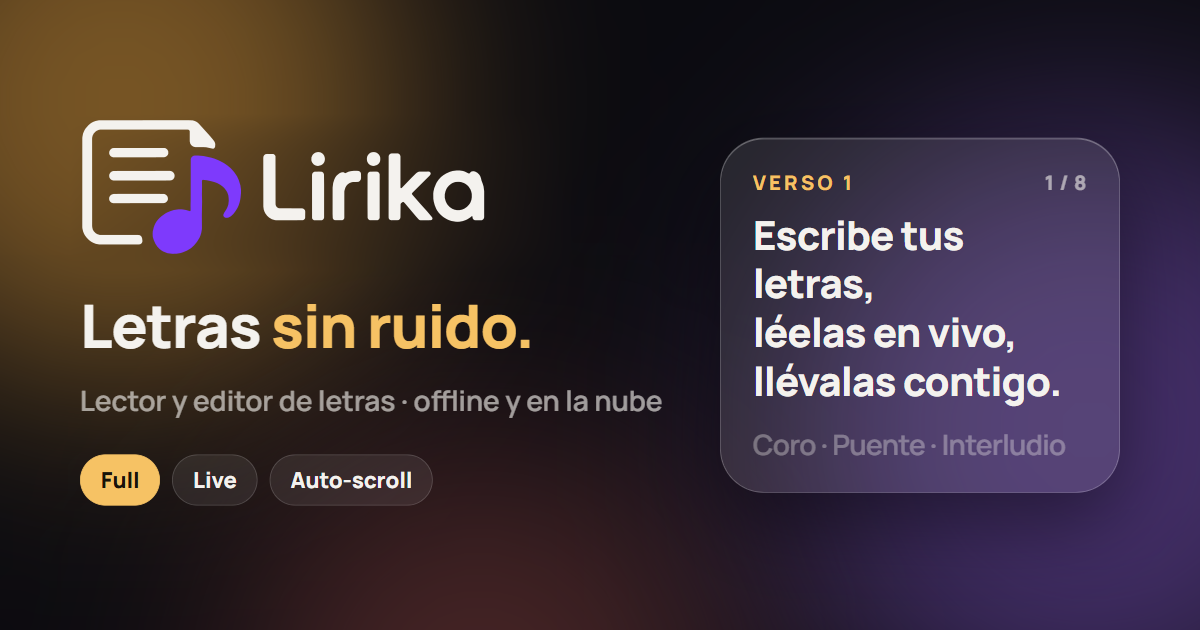 Lirika
Letras sin ruido.
Lector y editor de letras · offline y en la nube
Full
Live
Auto-scroll
VERSO 1
1 / 8
Escribe tus
letras,
léelas en vivo,
llévalas contigo.
Coro · Puente · Interludio